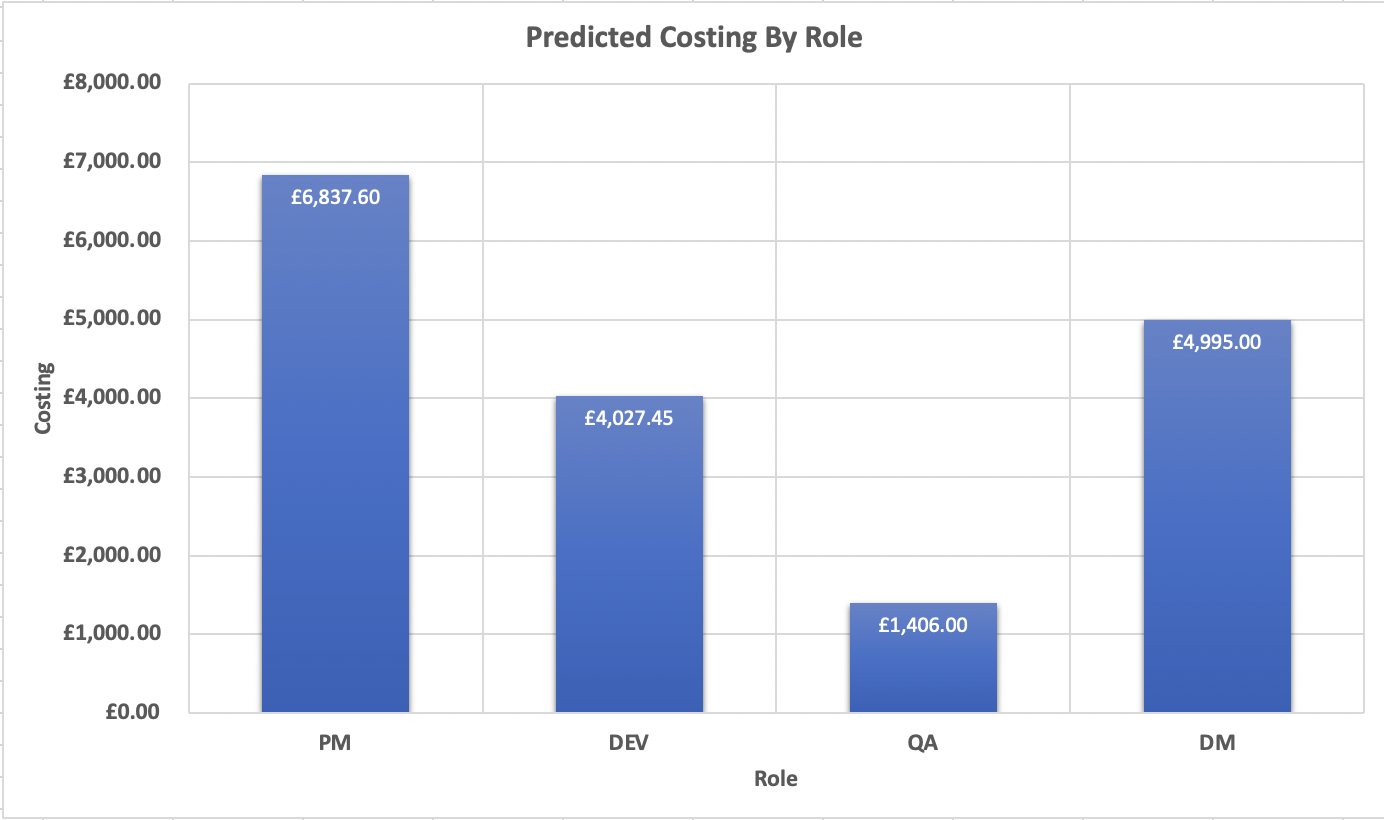 Predicted Costing By Role
£8,000.00
£7,000.00
£6,000.00
£5,000.00
£4,000.00
£3,000.00
£2,000.00
£1,000.00
£0.00
Costing
£6,837.60
£4,027.45
£1,406.00
£4,995.00
PM
DEV
QA
DM
Role